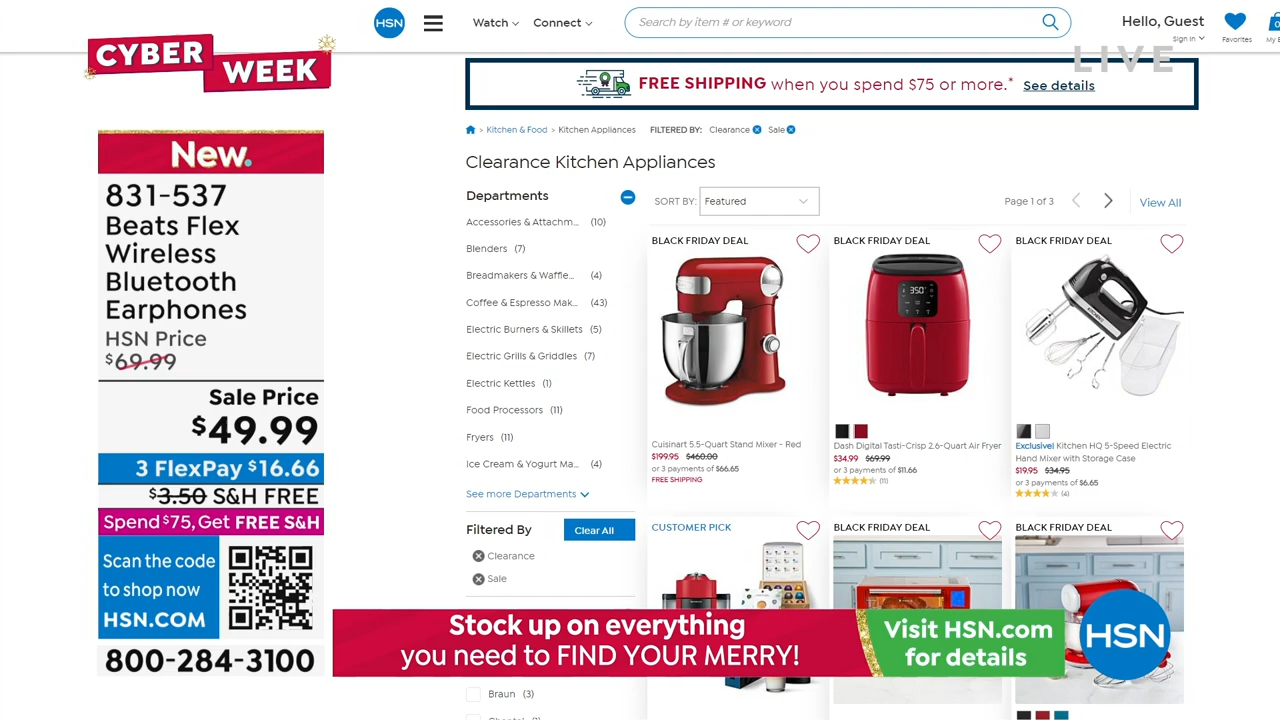 HSN
Watch
Connect
Search by item # or keyword
Hello, Guest
Sign In
Favorites
0
LIVE
CYBER
WEEK
FREE SHIPPING when you spend $75 or more.* See details
> Kitchen & Food > Kitchen Appliances FILTERED BY: Clearance Sale
Clearance Kitchen Appliances
New.
831-537
Beats Flex
Wireless
Bluetooth
Earphones
HSN Price
$69.99
Sale Price
$49.99
3 FlexPay $16.66
$3.50 S&H FREE
Spend $75, Get FREE S&H
Scan the code
to shop now
HSN.COM
800-284-3100
Departments
Accessories & Attachm... (10)
Blenders (7)
Breadmakers & Waffle... (4)
Coffee & Espresso Mak... (43)
Electric Burners & Skillets (5)
Electric Grills & Griddles (7)
Electric Kettles (1)
Food Processors (11)
Fryers (11)
Ice Cream & Yogurt Ma... (4)
See more Departments
Filtered By
Clear All
Clearance
Sale
Braun (3)
SORT BY: Featured
Page 1 of 3
View All
BLACK FRIDAY DEAL
Cuisinart 5.5-Quart Stand Mixer - Red
$199.95 $460.00
or 3 payments of $66.65
FREE SHIPPING
BLACK FRIDAY DEAL
350°
Dash Digital Tasti-Crisp 2.6-Quart Air Fryer
$34.99 $69.99
or 3 payments of $11.66
(11)
BLACK FRIDAY DEAL
Exclusive! Kitchen HQ 5-Speed Electric
Hand Mixer with Storage Case
$19.95 $34.95
or 3 payments of $6.65
(4)
CUSTOMER PICK
BLACK FRIDAY DEAL
BLACK FRIDAY DEAL
Stock up on everything
you need to FIND YOUR MERRY!
Visit HSN.com
for details
HSN